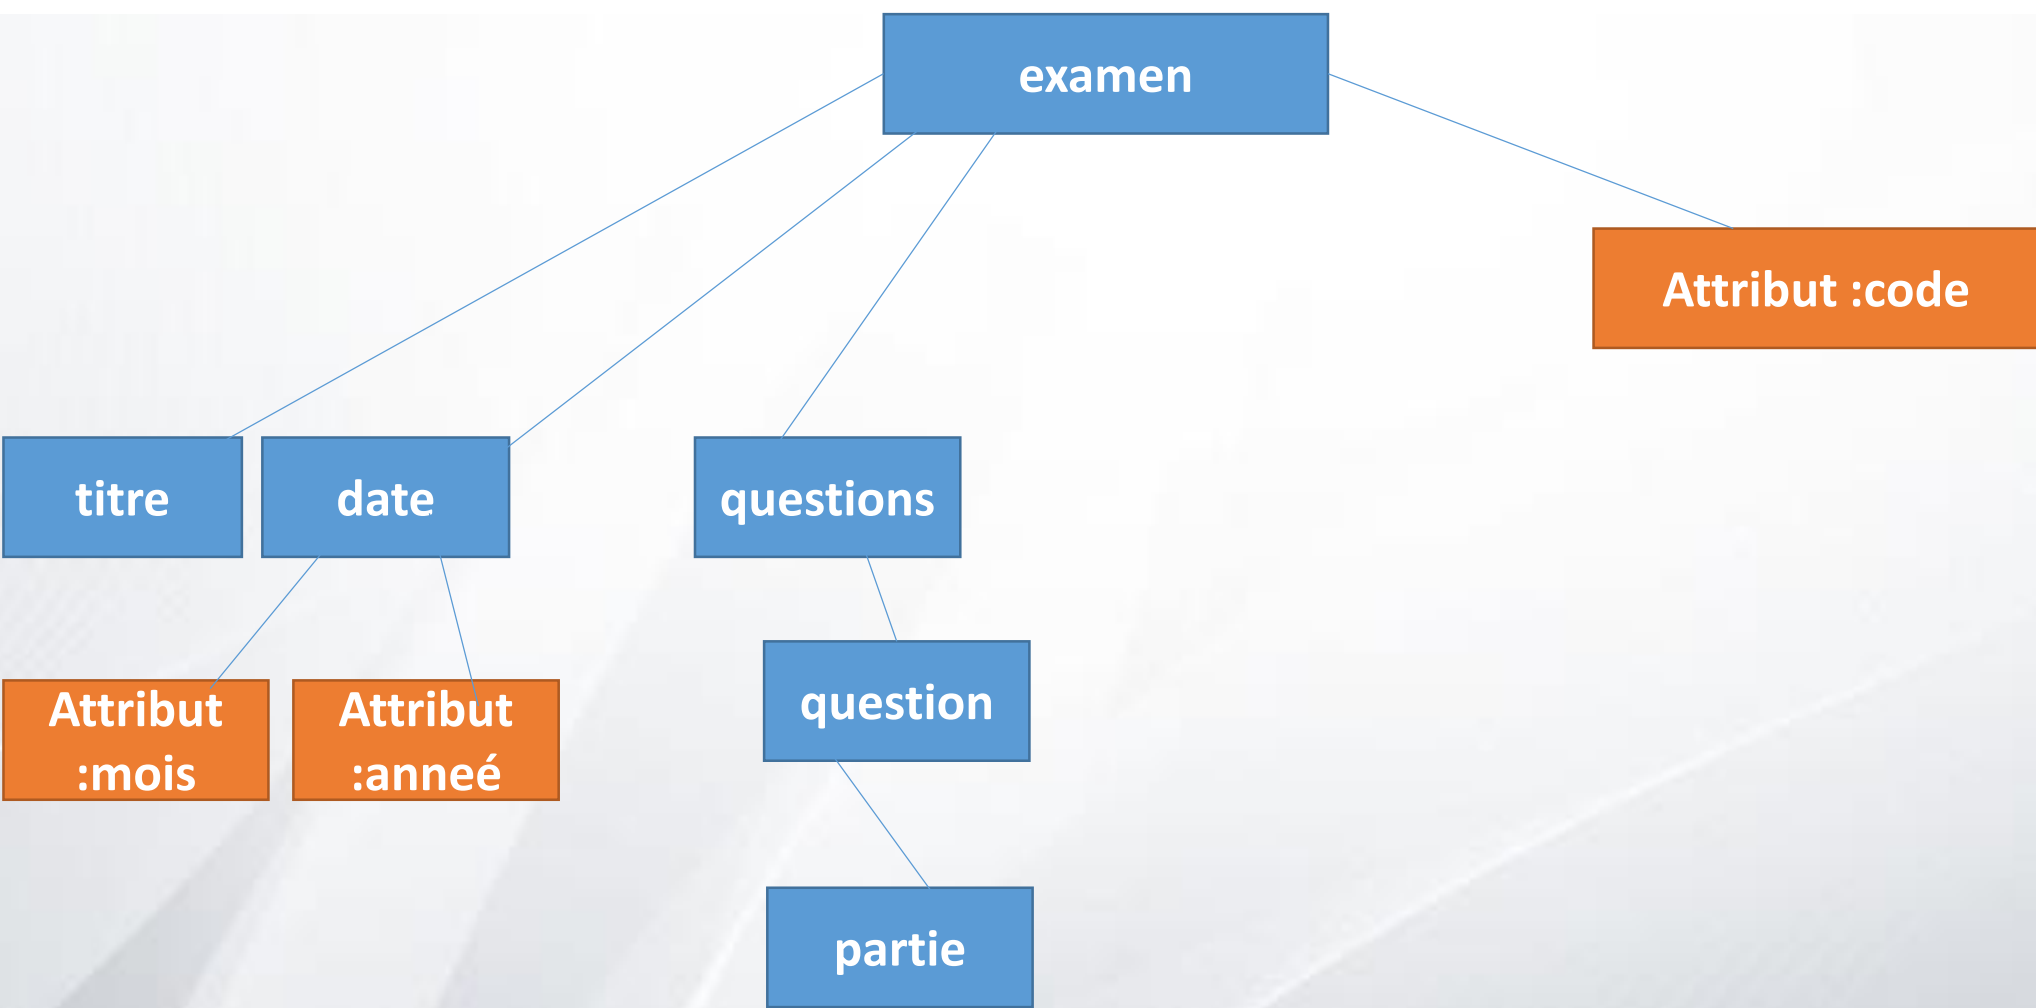 examen
Attribut :code
titre
date
questions
question
Attribut
:mois
Attribut
:anneé
partie